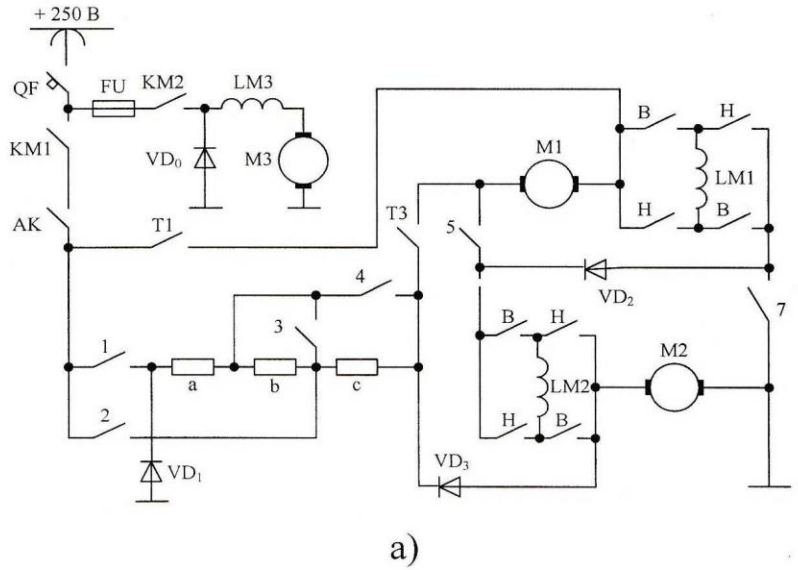 + 250 В
QF
FU
KM2
LM3
KM1
VD₀
M3
AK
T1
T3
M1
В
Н
LM1
Н
В
5
VD₂
7
4
3
1
a
b
c
2
VD₁
В
Н
LM2
M2
Н
В
VD₃
а)